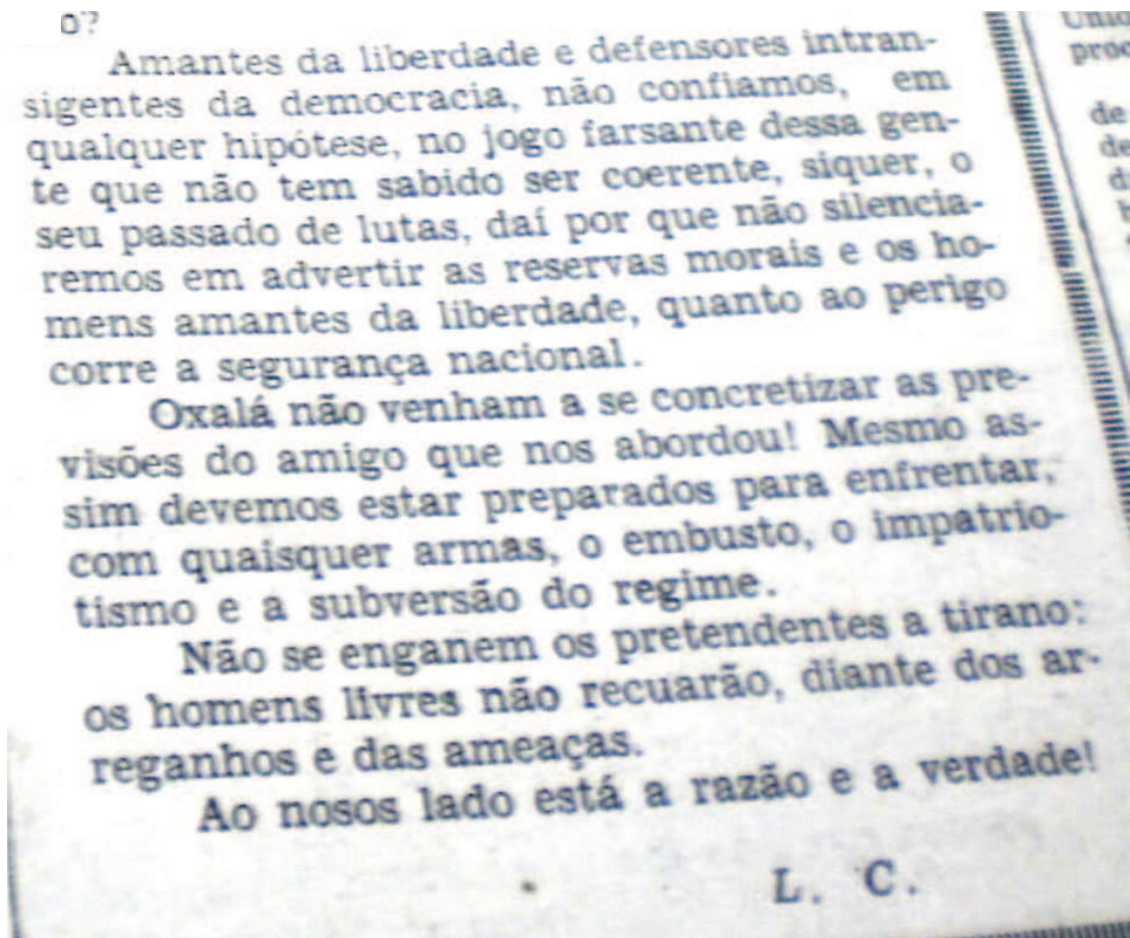 o?
Amantes da liberdade e defensores intran-
sigentes da democracia, não confiamos, em
qualquer hipótese, no jogo farsante dessa gen-
te que não tem sabido ser coerente, siquer, o
seu passado de lutas, daí por que não silencia-
remos em advertir as reservas morais e os ho-
mens amantes da liberdade, quanto ao perigo
corre a segurança nacional.
Oxalá não venham a se concretizar as pre-
visões do amigo que nos abordou! Mesmo as-
sim devemos estar preparados para enfrentar,
com quaisquer armas, o embusto, o impatrio-
tismo e a subversão do regime.
Não se enganem os pretendentes a tirano:
os homens livres não recuarão, diante dos ar-
reganhos e das ameaças.
Ao nosos lado está a razão e a verdade!
L. C.
de